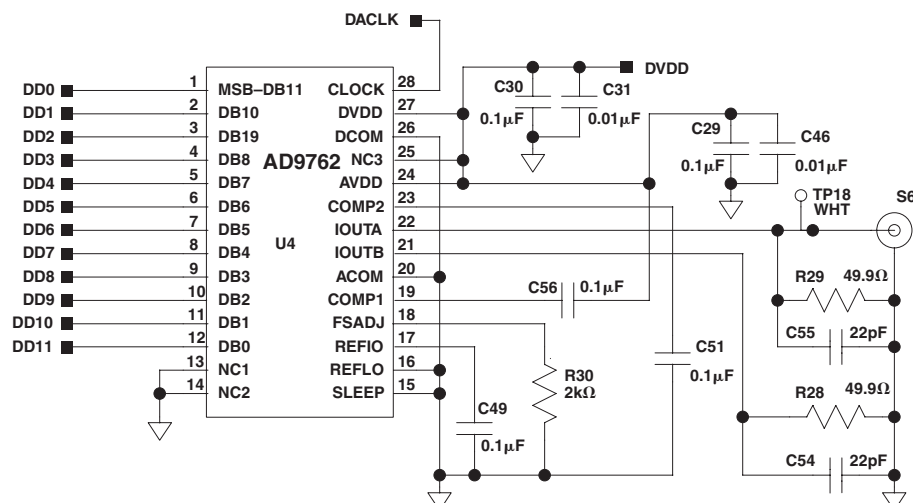 DACLK
DVDD
DD0 1 MSB–DB11 CLOCK 28
DD1 2 DB10 DVDD 27
DD2 3 DB19 DCOM 26
DD3 4 DB8 NC3 25
DD4 5 DB7 AVDD 24
DD5 6 DB6 COMP2 23
DD6 7 DB5 IOUTA 22
DD7 8 DB4 IOUTB 21
DD8 9 DB3 ACOM 20
DD9 10 DB2 COMP1 19
DD10 11 DB1 FSADJ 18
DD11 12 DB0 REFIO 17
13 NC1 REFLO 16
14 NC2 SLEEP 15
AD9762
U4
C30
0.1µF
C31
0.01µF
C29
0.1µF
C46
0.01µF
TP18
WHT
S6
C56 0.1µF
R29 49.9Ω
C55 22pF
C51
0.1µF
R30
2kΩ
R28 49.9Ω
C49
0.1µF
C54 22pF